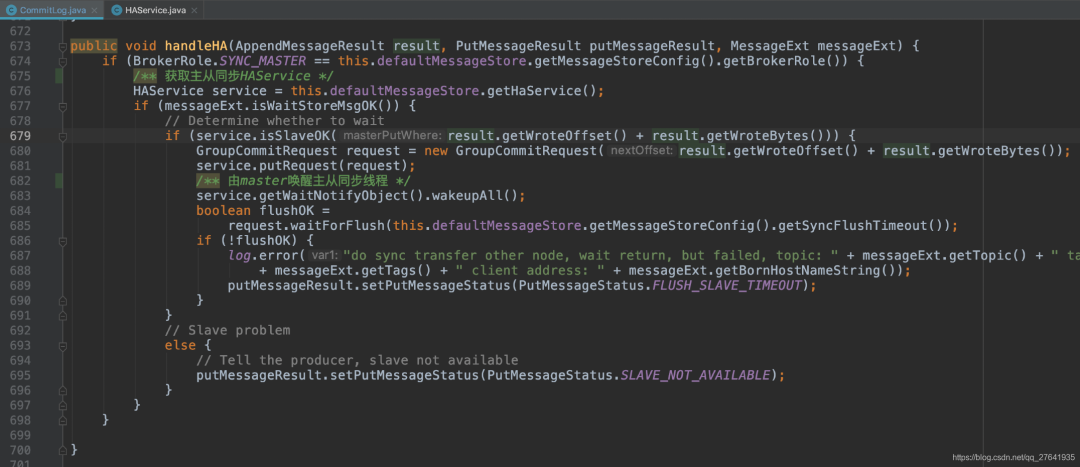 CommitLog.java × HAService.java ×
672
673 public void handleHA(AppendMessageResult result, PutMessageResult putMessageResult, MessageExt messageExt) {
674 if (BrokerRole.SYNC_MASTER == this.defaultMessageStore.getMessageStoreConfig().getBrokerRole()) {
675 /** 获取主从同步HAService */
676 HAService service = this.defaultMessageStore.getHaService();
677 if (messageExt.isWaitStoreMsgOK()) {
678 // Determine whether to wait
679 if (service.isSlaveOK( masterPutWhere: result.getWroteOffset() + result.getWroteBytes())) {
680 GroupCommitRequest request = new GroupCommitRequest( nextOffset: result.getWroteOffset() + result.getWroteBytes());
681 service.putRequest(request);
682 /** 由master唤醒主从同步线程 */
683 service.getWaitNotifyObject().wakeupAll();
684 boolean flushOK =
685 request.waitForFlush(this.defaultMessageStore.getMessageStoreConfig().getSyncFlushTimeout());
686 if (!flushOK) {
687 log.error( var1: "do sync transfer other node, wait return, but failed, topic: " + messageExt.getTopic() + " ta
688 + messageExt.getTags() + " client address: " + messageExt.getBornHostNameString());
689 putMessageResult.setPutMessageStatus(PutMessageStatus.FLUSH_SLAVE_TIMEOUT);
690 }
691 }
692 // Slave problem
693 else {
694 // Tell the producer, slave not available
695 putMessageResult.setPutMessageStatus(PutMessageStatus.SLAVE_NOT_AVAILABLE);
696 }
697 }
698 }
699
700 }
701
https://blog.csdn.net/qq_27641935